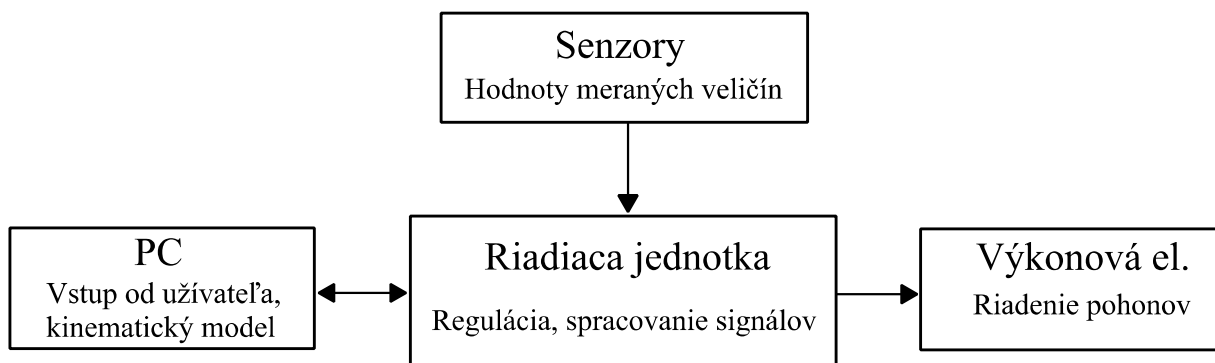 Senzory
Hodnoty meraných veličín
PC
Vstup od užívateľa,
kinematický model
Riadiaca jednotka
Regulácia, spracovanie signálov
Výkonová el.
Riadenie pohonov